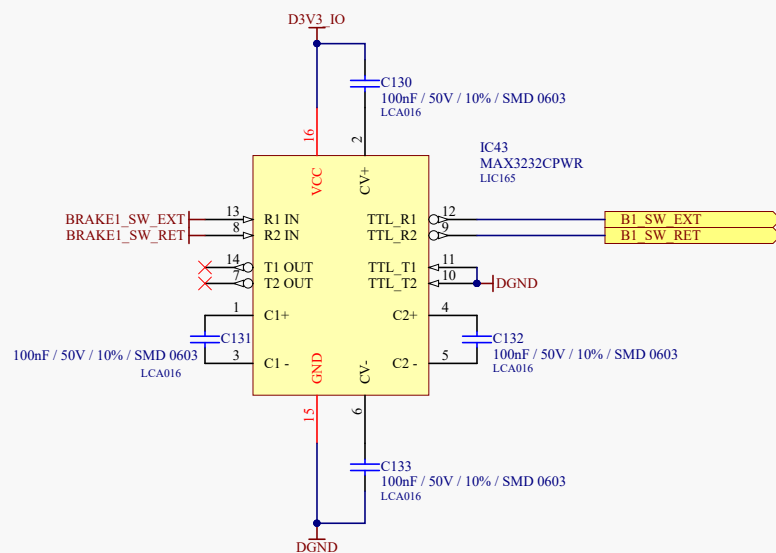 D3V3_IO
C130
100nF / 50V / 10% / SMD 0603
LCA016
16
2
IC43
MAX3232CPWR
LIC165
VCC
CV+
BRAKE1_SW_EXT
13
R1 IN
TTL_R1
12
B1_SW_EXT
BRAKE1_SW_RET
8
R2 IN
TTL_R2
9
B1_SW_RET
14
T1 OUT
TTL_T1
11
7
T2 OUT
TTL_T2
10
DGND
1
C1+
C2+
4
C131
100nF / 50V / 10% / SMD 0603
LCA016
C132
100nF / 50V / 10% / SMD 0603
LCA016
3
C1 -
C2 -
5
GND
CV-
15
6
C133
100nF / 50V / 10% / SMD 0603
LCA016
DGND